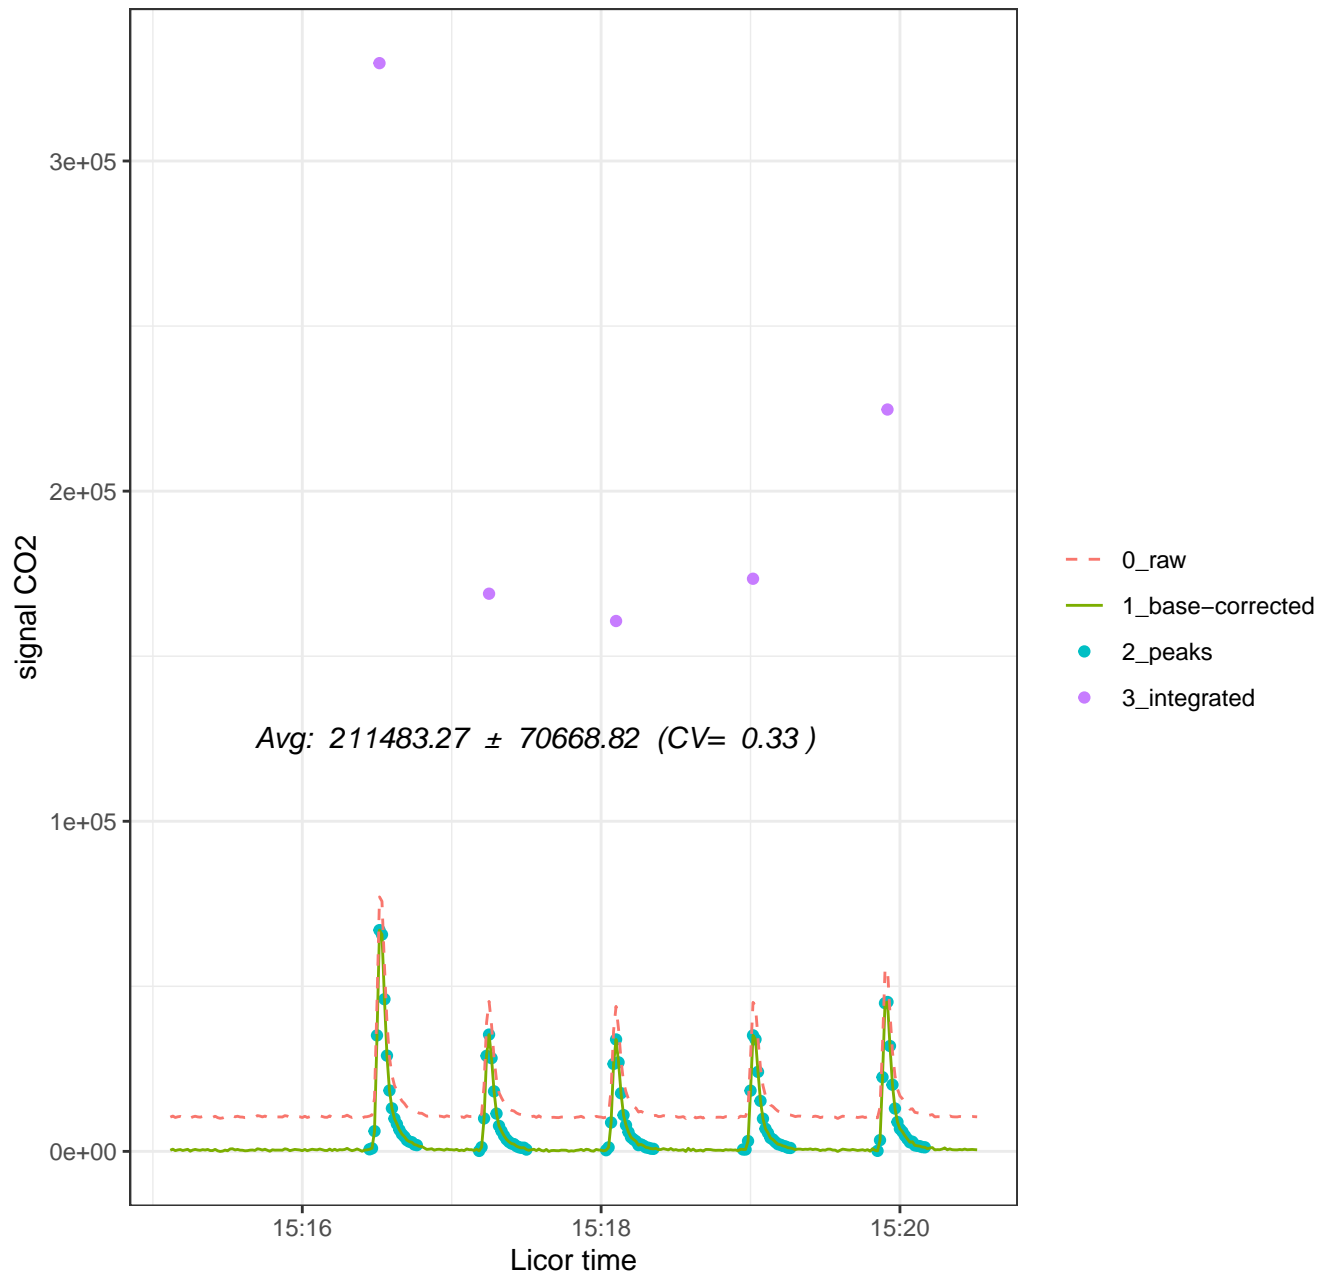 3e+05
2e+05
1e+05
0e+00
signal CO2
Avg: 211483.27 ± 70668.82 (CV= 0.33 )
15:16
15:18
15:20
Licor time
0_raw
1_base−corrected
2_peaks
3_integrated